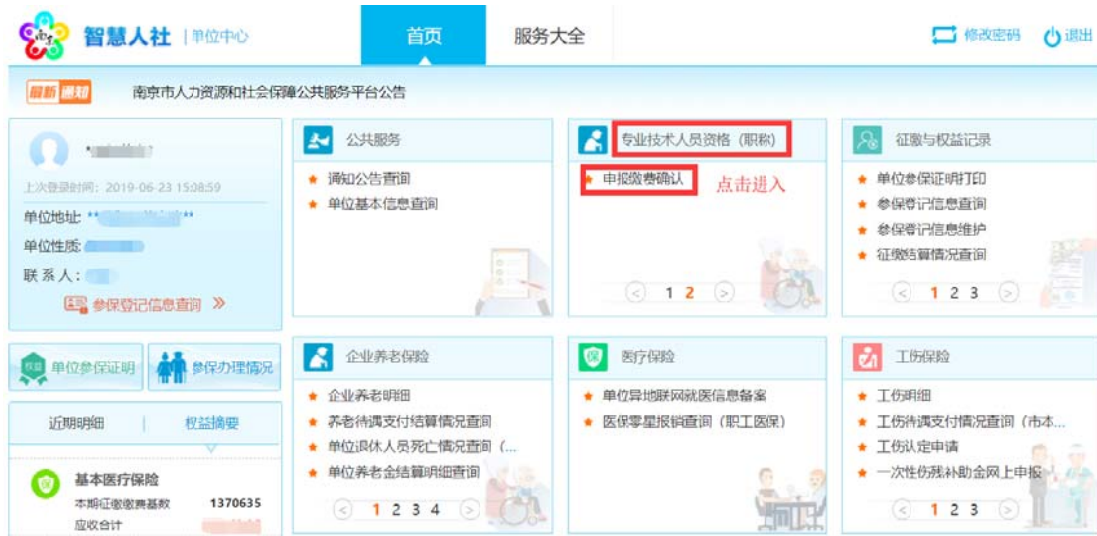 智慧人社 | 单位中心
首页
服务大全
修改密码
退出
最新 通知
南京市人力资源和社会保障公共服务平台公告
上次登录时间：2019-06-23 15:08:59
单位地址：** **
单位性质：
联系人：
参保登记信息查询
单位参保证明
参保办理情况
近期明细 | 权益摘要
基本医疗保险
本期征缴缴费基数 1370635
应收合计
公共服务
通知公告查询
单位基本信息查询
专业技术人员资格（职称）
申报缴费确认
点击进入
< 1 2 >
征缴与权益记录
单位参保证明打印
参保登记信息查询
参保登记信息维护
征缴结算情况查询
< 1 2 3 >
企业养老保险
企业养老明细
养老待遇支付结算情况查询
单位退休人员死亡情况查询（...
单位养老金结算明细查询
< 1 2 3 4 >
医疗保险
单位异地联网就医信息备案
医保零星报销查询（职工医保）
工伤保险
工伤明细
工伤待遇支付情况查询（市本...
工伤认定申请
一次性伤残补助金网上申报
< 1 2 3 >